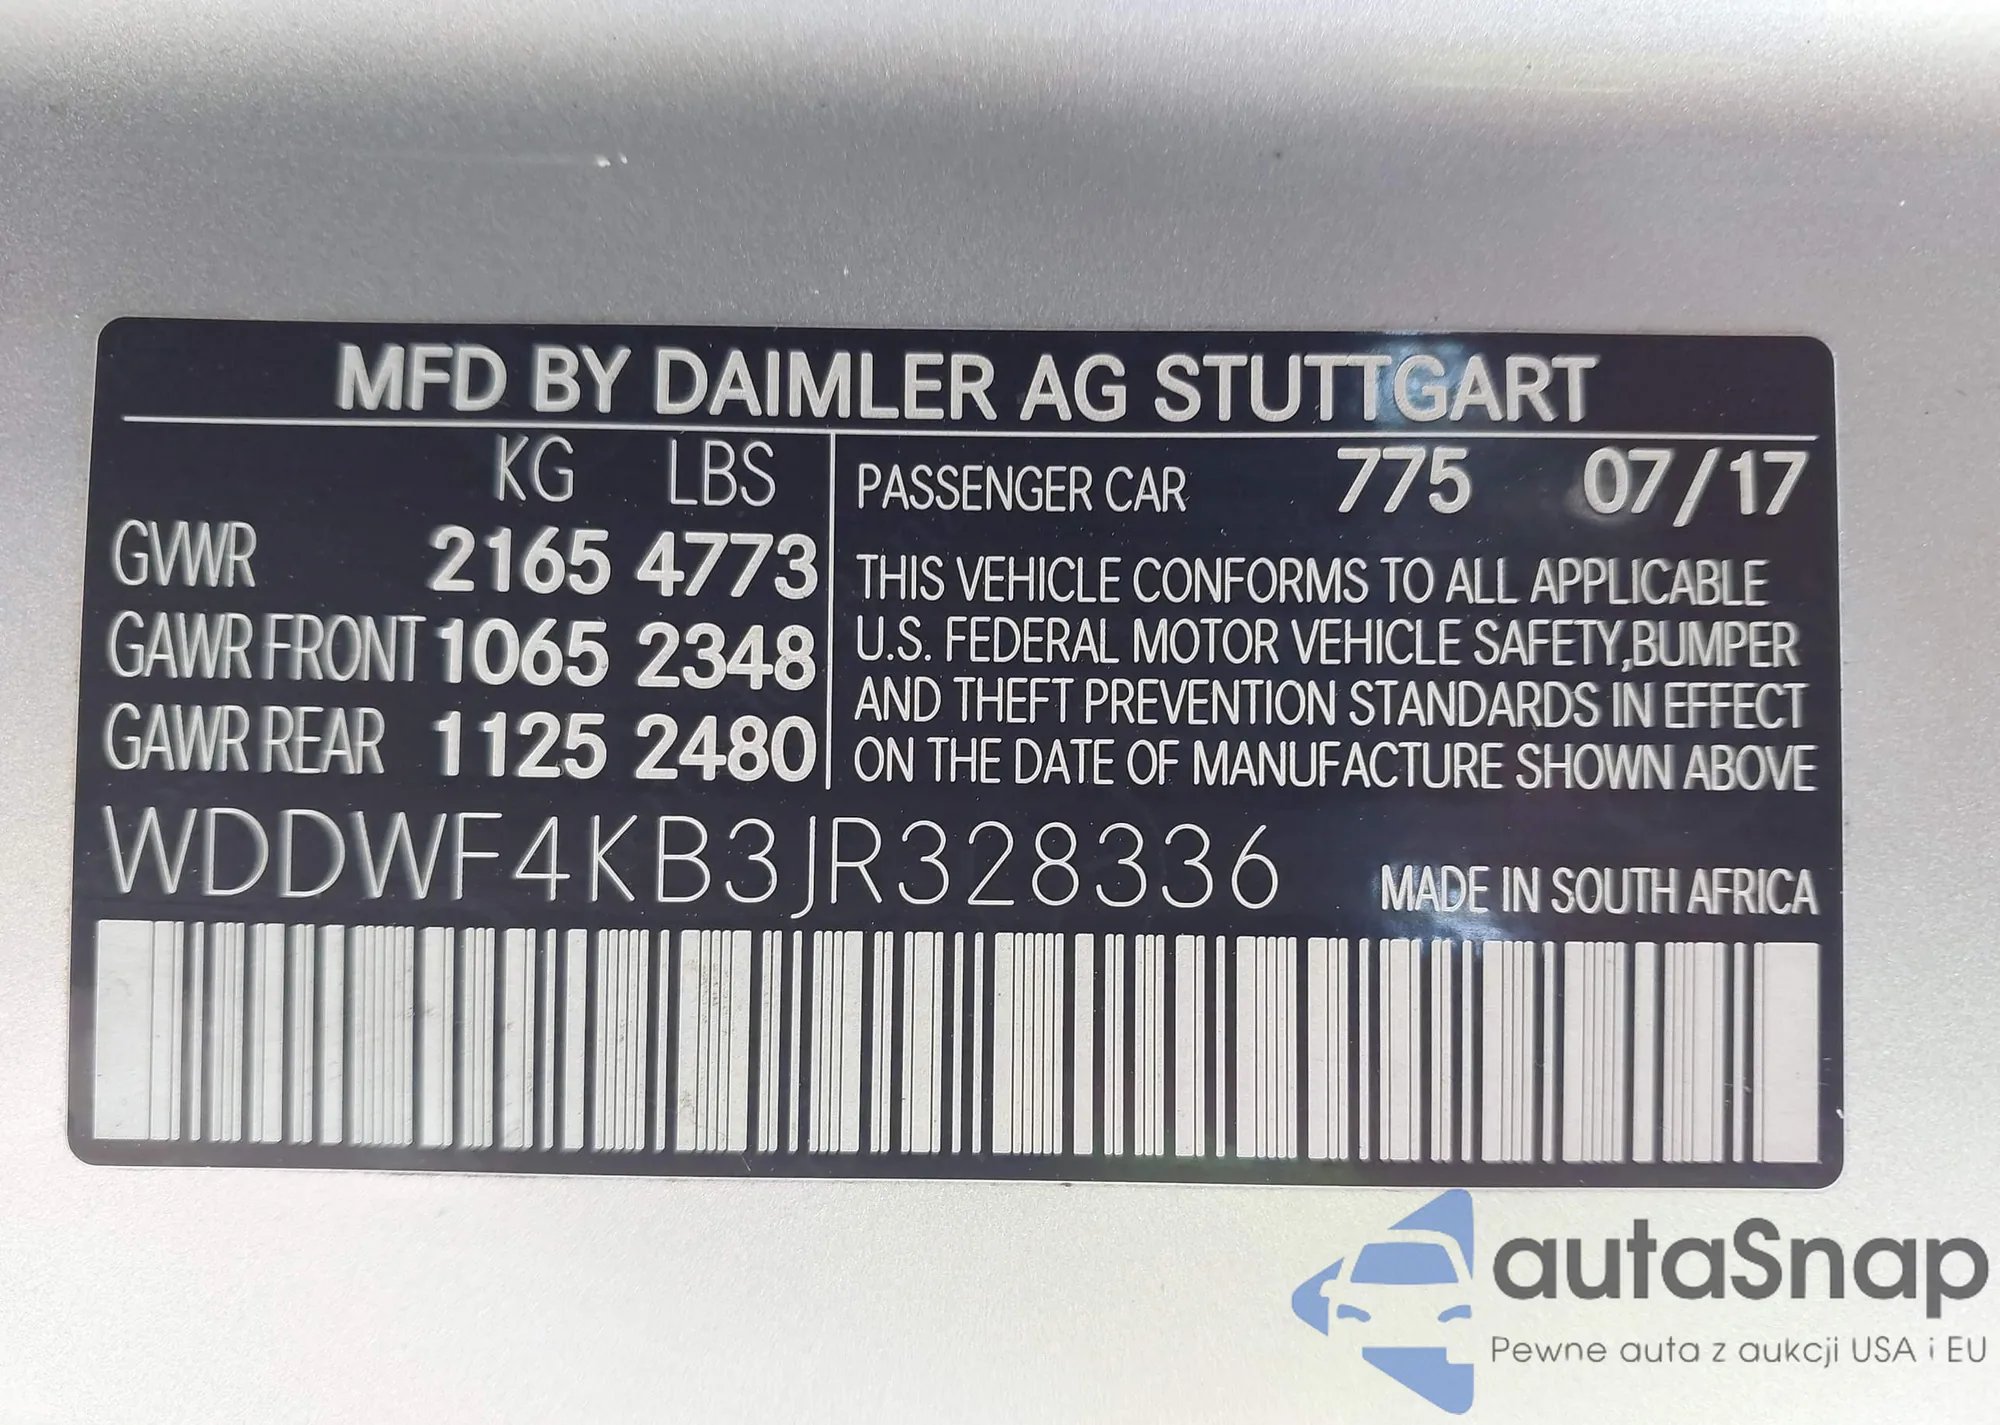 MFD BY DAIMLER AG STUTTGART
KG LBS
GVWR 2165 4773
GAWR FRONT 1065 2348
GAWR REAR 1125 2480
PASSENGER CAR 775 07/17
THIS VEHICLE CONFORMS TO ALL APPLICABLE
U.S. FEDERAL MOTOR VEHICLE SAFETY,BUMPER
AND THEFT PREVENTION STANDARDS IN EFFECT
ON THE DATE OF MANUFACTURE SHOWN ABOVE
WDDWF4KB3JR328336
MADE IN SOUTH AFRICA
autaSnap
Pewne auta z aukcji USA i EU